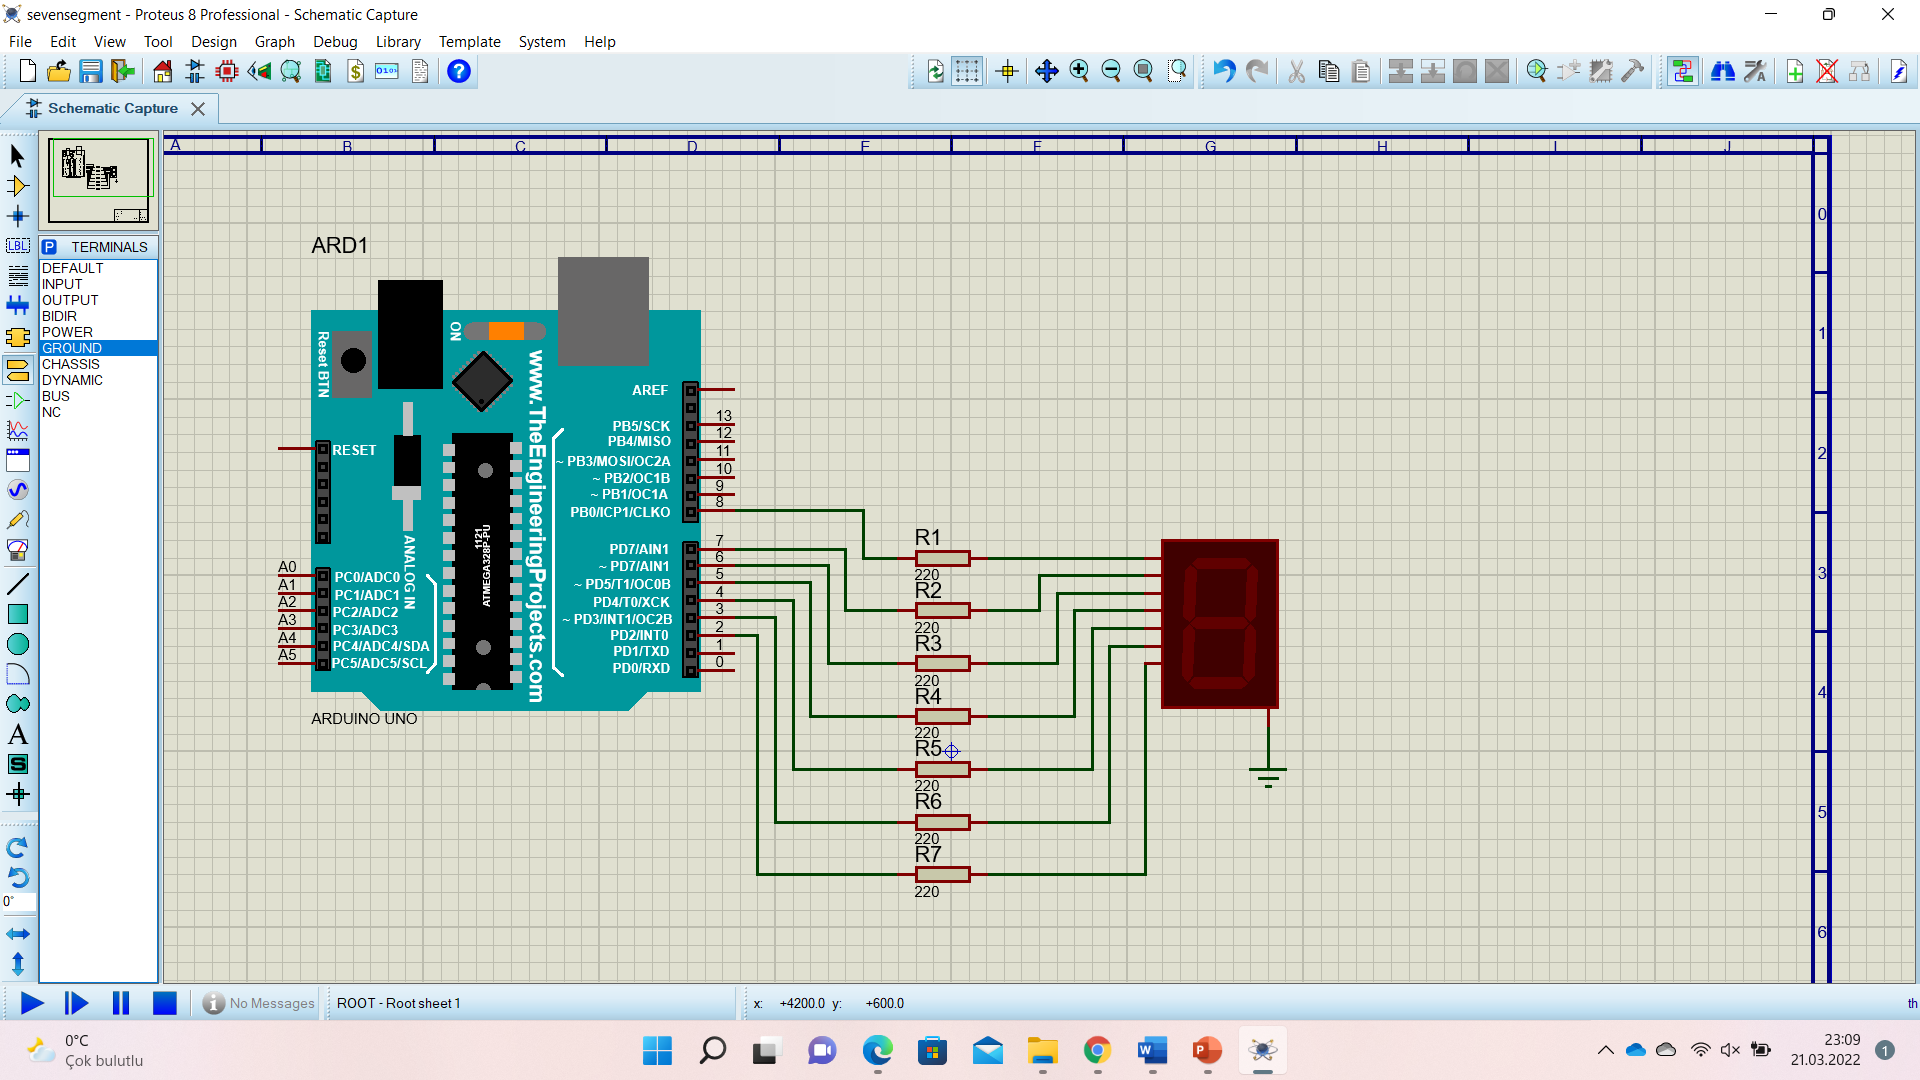 sevensegment - Proteus 8 Professional - Schematic Capture
File Edit View Tool Design Graph Debug Library Template System Help
Schematic Capture
A B C D E F G H I J
0
1
2
3
4
5
6
LBL
A
S
0°
P TERMINALS
DEFAULT
INPUT
OUTPUT
BIDIR
POWER
GROUND
CHASSIS
DYNAMIC
BUS
NC
ARD1
Reset BTN
ON
www.TheEngineeringProjects.com
RESET
ANALOG IN
1121
ATMEGA328P-PU
AREF
PB5/SCK 13
PB4/MISO 12
~ PB3/MOSI/OC2A 11
~ PB2/OC1B 10
~ PB1/OC1A 9
PB0/ICP1/CLKO 8
PD7/AIN1 7
~ PD7/AIN1 6
~ PD5/T1/OC0B 5
PD4/T0/XCK 4
~ PD3/INT1/OC2B 3
PD2/INT0 2
PD1/TXD 1
PD0/RXD 0
A0 PC0/ADC0
A1 PC1/ADC1
A2 PC2/ADC2
A3 PC3/ADC3
A4 PC4/ADC4/SDA
A5 PC5/ADC5/SCL
ARDUINO UNO
R1
220
R2
220
R3
220
R4
220
R5
220
R6
220
R7
220
No Messages
ROOT - Root sheet 1
x: +4200.0 y: +600.0
th
0°C
Çok bulutlu
23:09
21.03.2022
1